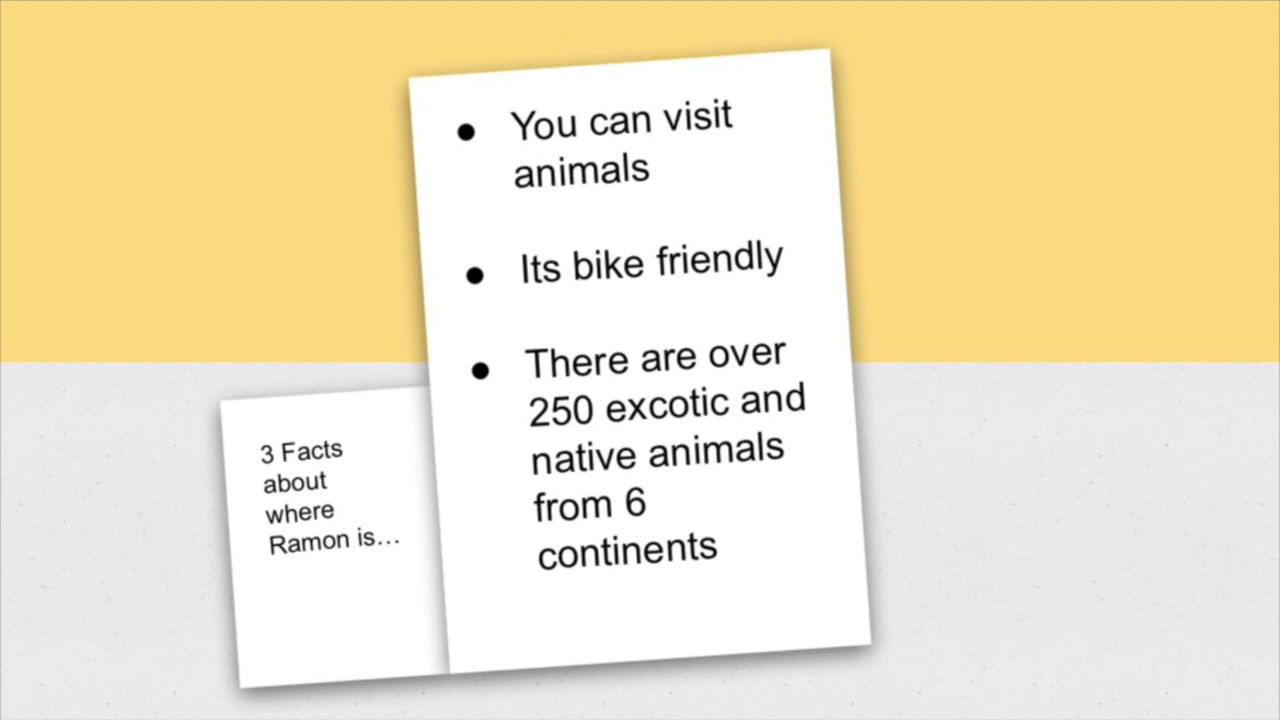 ● You can visit
animals
● Its bike friendly
● There are over
250 excotic and
native animals
from 6
continents
3 Facts
about
where
Ramon is…